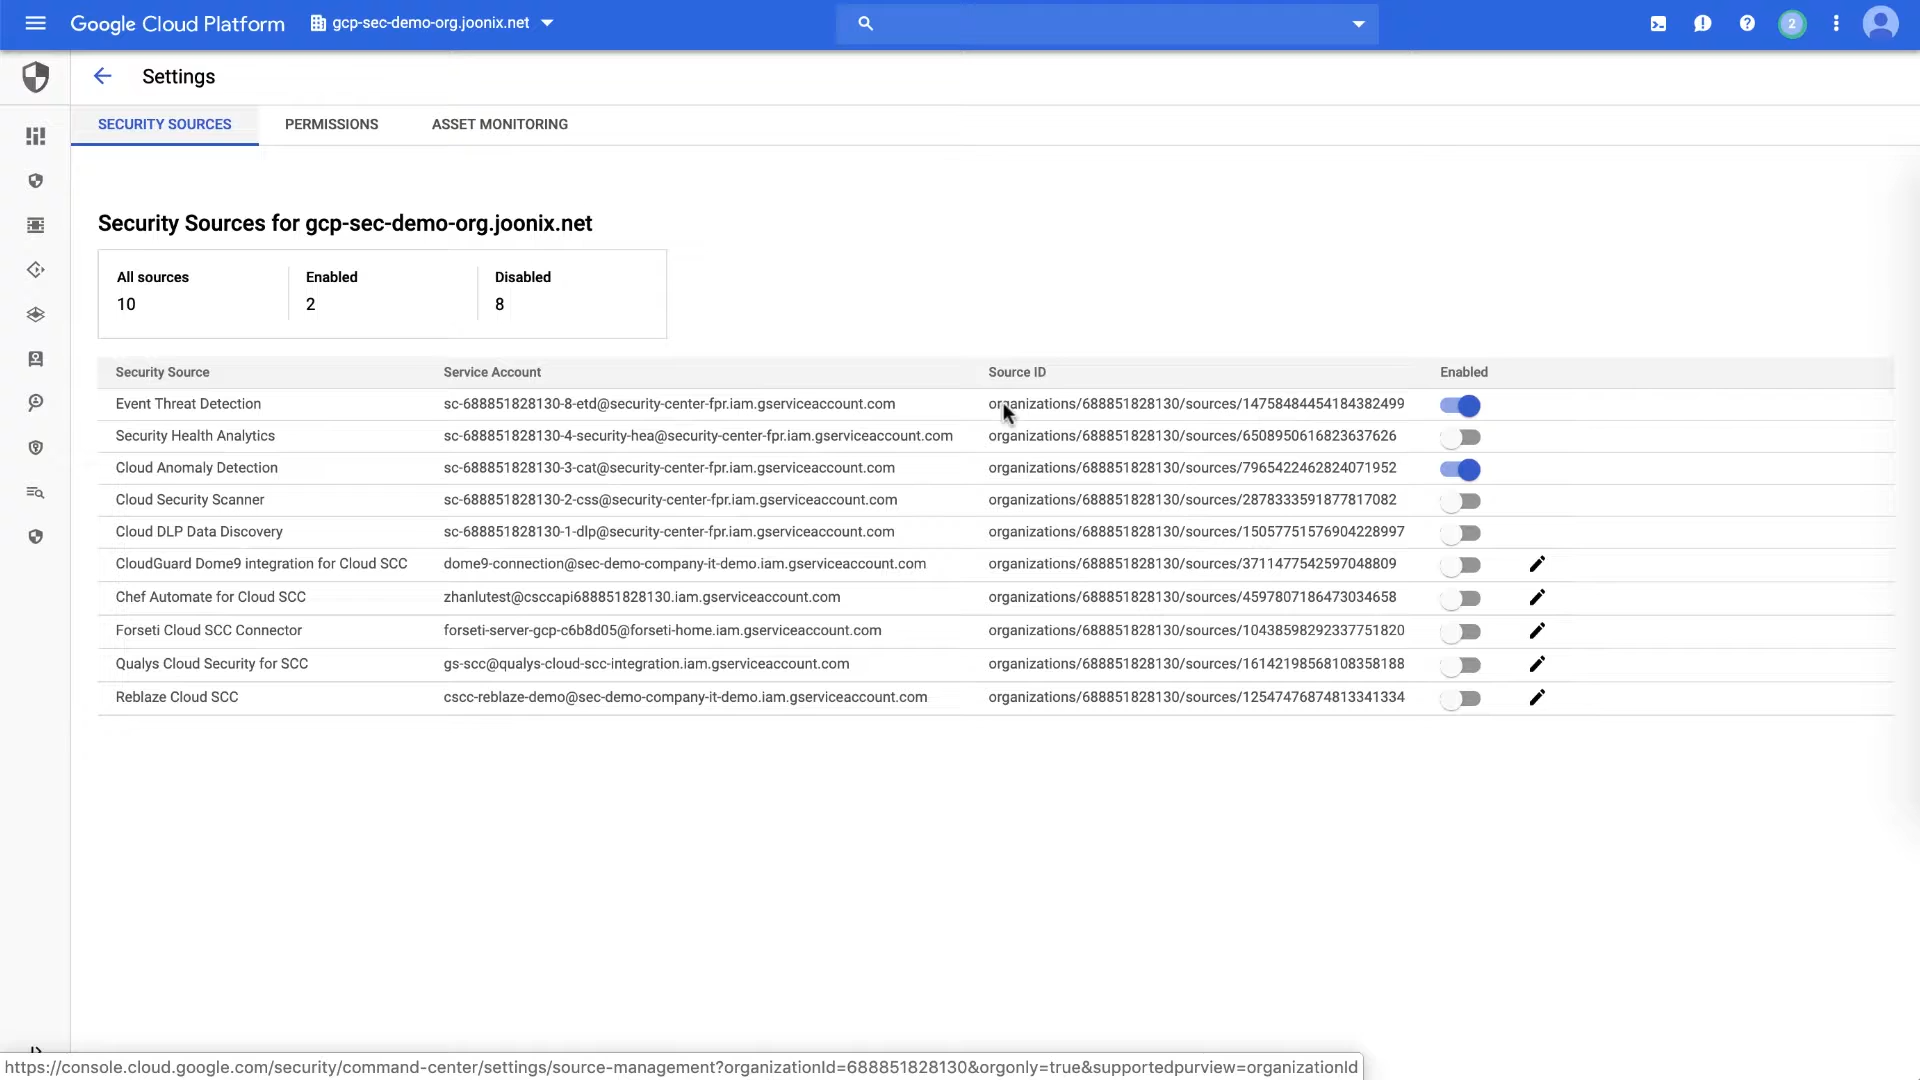 Google Cloud Platform gcp-sec-demo-org.joonix.net 2
Settings
SECURITY SOURCES PERMISSIONS ASSET MONITORING
Security Sources for gcp-sec-demo-org.joonix.net
All sources Enabled Disabled
10 2 8
Security Source Service Account Source ID Enabled
Event Threat Detection sc-688851828130-8-etd@security-center-fpr.iam.gserviceaccount.com organizations/688851828130/sources/14758484454184382499
Security Health Analytics sc-688851828130-4-security-hea@security-center-fpr.iam.gserviceaccount.com organizations/688851828130/sources/6508950616823637626
Cloud Anomaly Detection sc-688851828130-3-cat@security-center-fpr.iam.gserviceaccount.com organizations/688851828130/sources/7965422462824071952
Cloud Security Scanner sc-688851828130-2-css@security-center-fpr.iam.gserviceaccount.com organizations/688851828130/sources/2878333591877817082
Cloud DLP Data Discovery sc-688851828130-1-dlp@security-center-fpr.iam.gserviceaccount.com organizations/688851828130/sources/15057751576904228997
CloudGuard Dome9 integration for Cloud SCC dome9-connection@sec-demo-company-it-demo.iam.gserviceaccount.com organizations/688851828130/sources/3711477542597048809
Chef Automate for Cloud SCC zhanlutest@csccapi688851828130.iam.gserviceaccount.com organizations/688851828130/sources/4597807186473034658
Forseti Cloud SCC Connector forseti-server-gcp-c6b8d05@forseti-home.iam.gserviceaccount.com organizations/688851828130/sources/10438598292337751820
Qualys Cloud Security for SCC gs-scc@qualys-cloud-scc-integration.iam.gserviceaccount.com organizations/688851828130/sources/16142198568108358188
Reblaze Cloud SCC cscc-reblaze-demo@sec-demo-company-it-demo.iam.gserviceaccount.com organizations/688851828130/sources/12547476874813341334
https://console.cloud.google.com/security/command-center/settings/source-management?organizationId=688851828130&orgonly=true&supportedpurview=organizationId